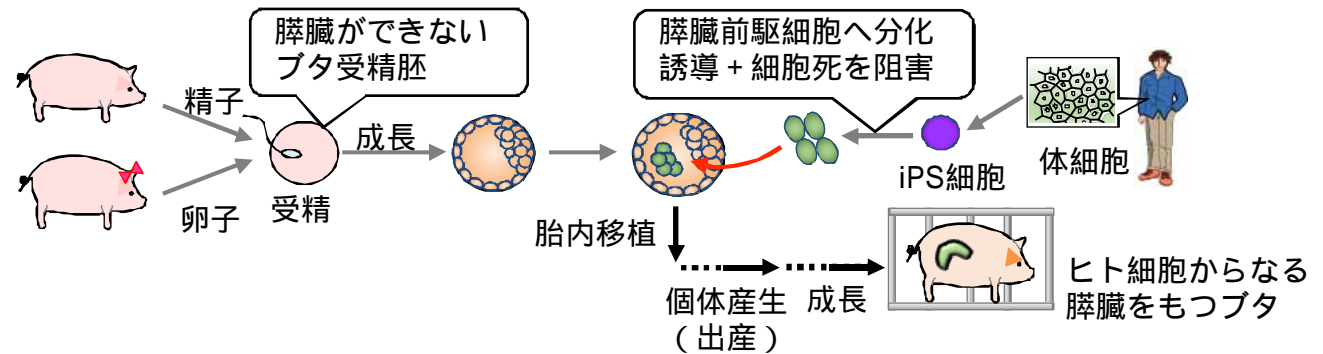 膵臓ができない
ブタ受精胚
膵臓前駆細胞へ分化
誘導+細胞死を阻害
精子
成長
卵子
受精
iPS細胞
体細胞
胎内移植
個体産生
(出産)
成長
ヒト細胞からなる
膵臓をもつブタ